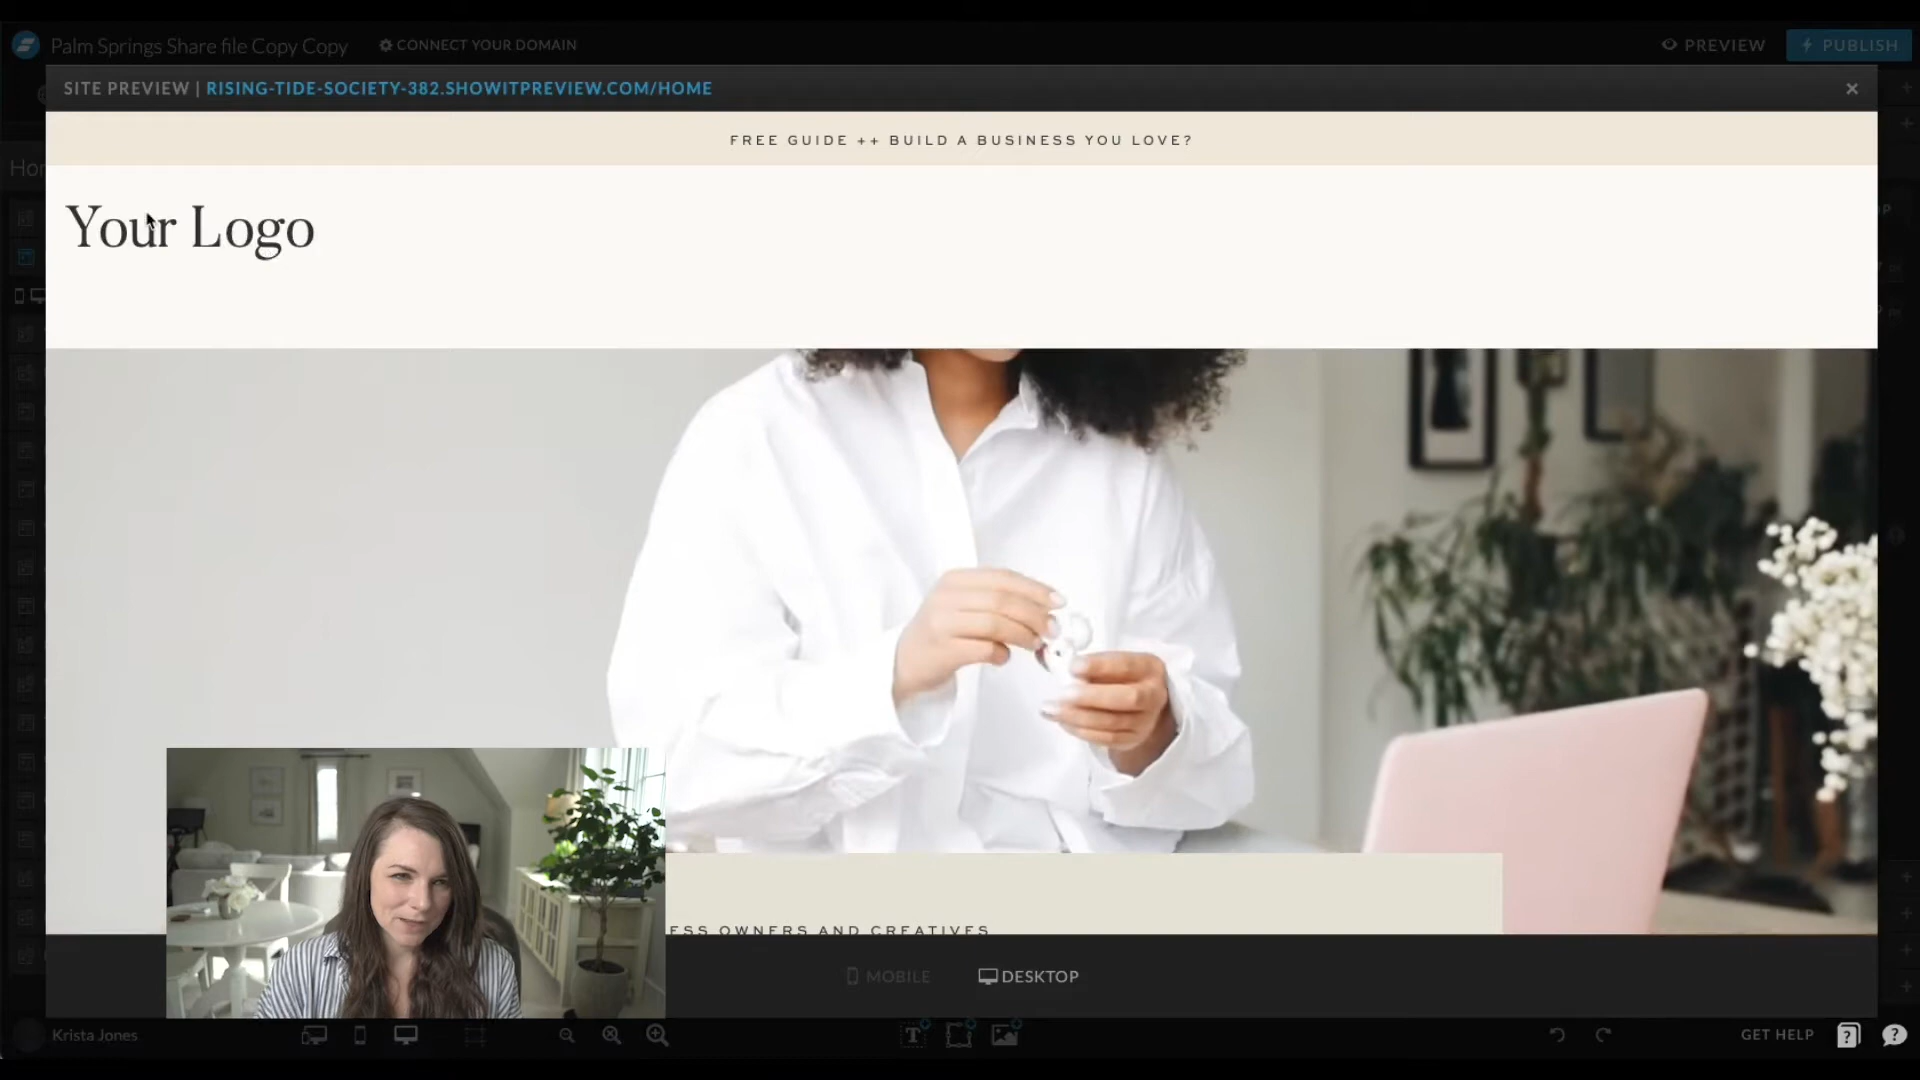 Palm Springs Share file Copy Copy
CONNECT YOUR DOMAIN
PREVIEW
PUBLISH
SITE PREVIEW | RISING-TIDE-SOCIETY-382.SHOWITPREVIEW.COM/HOME
FREE GUIDE ++ BUILD A BUSINESS YOU LOVE?
Your Logo
ESS OWNERS AND CREATIVES
MOBILE
DESKTOP
Krista Jones
T
GET HELP